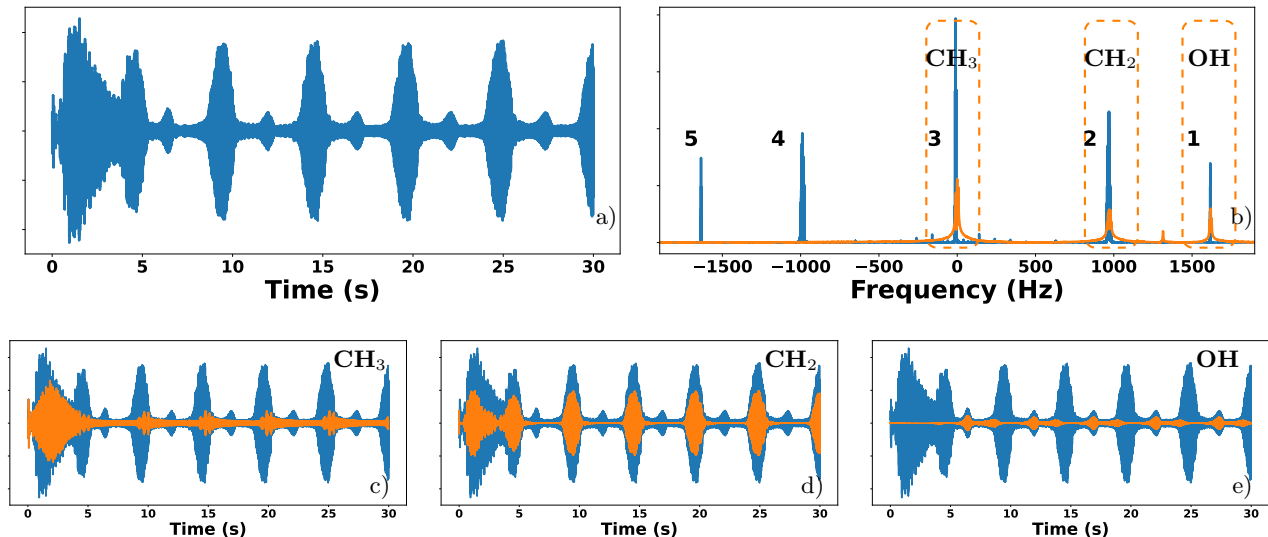 a)
0 5 10 15 20 25 30
Time (s)
CH₃ CH₂ OH
5 4 3 2 1
b)
−1500 −1000 −500 0 500 1000 1500
Frequency (Hz)
CH₃
c)
0 5 10 15 20 25 30
Time (s)
CH₂
d)
0 5 10 15 20 25 30
Time (s)
OH
e)
0 5 10 15 20 25 30
Time (s)